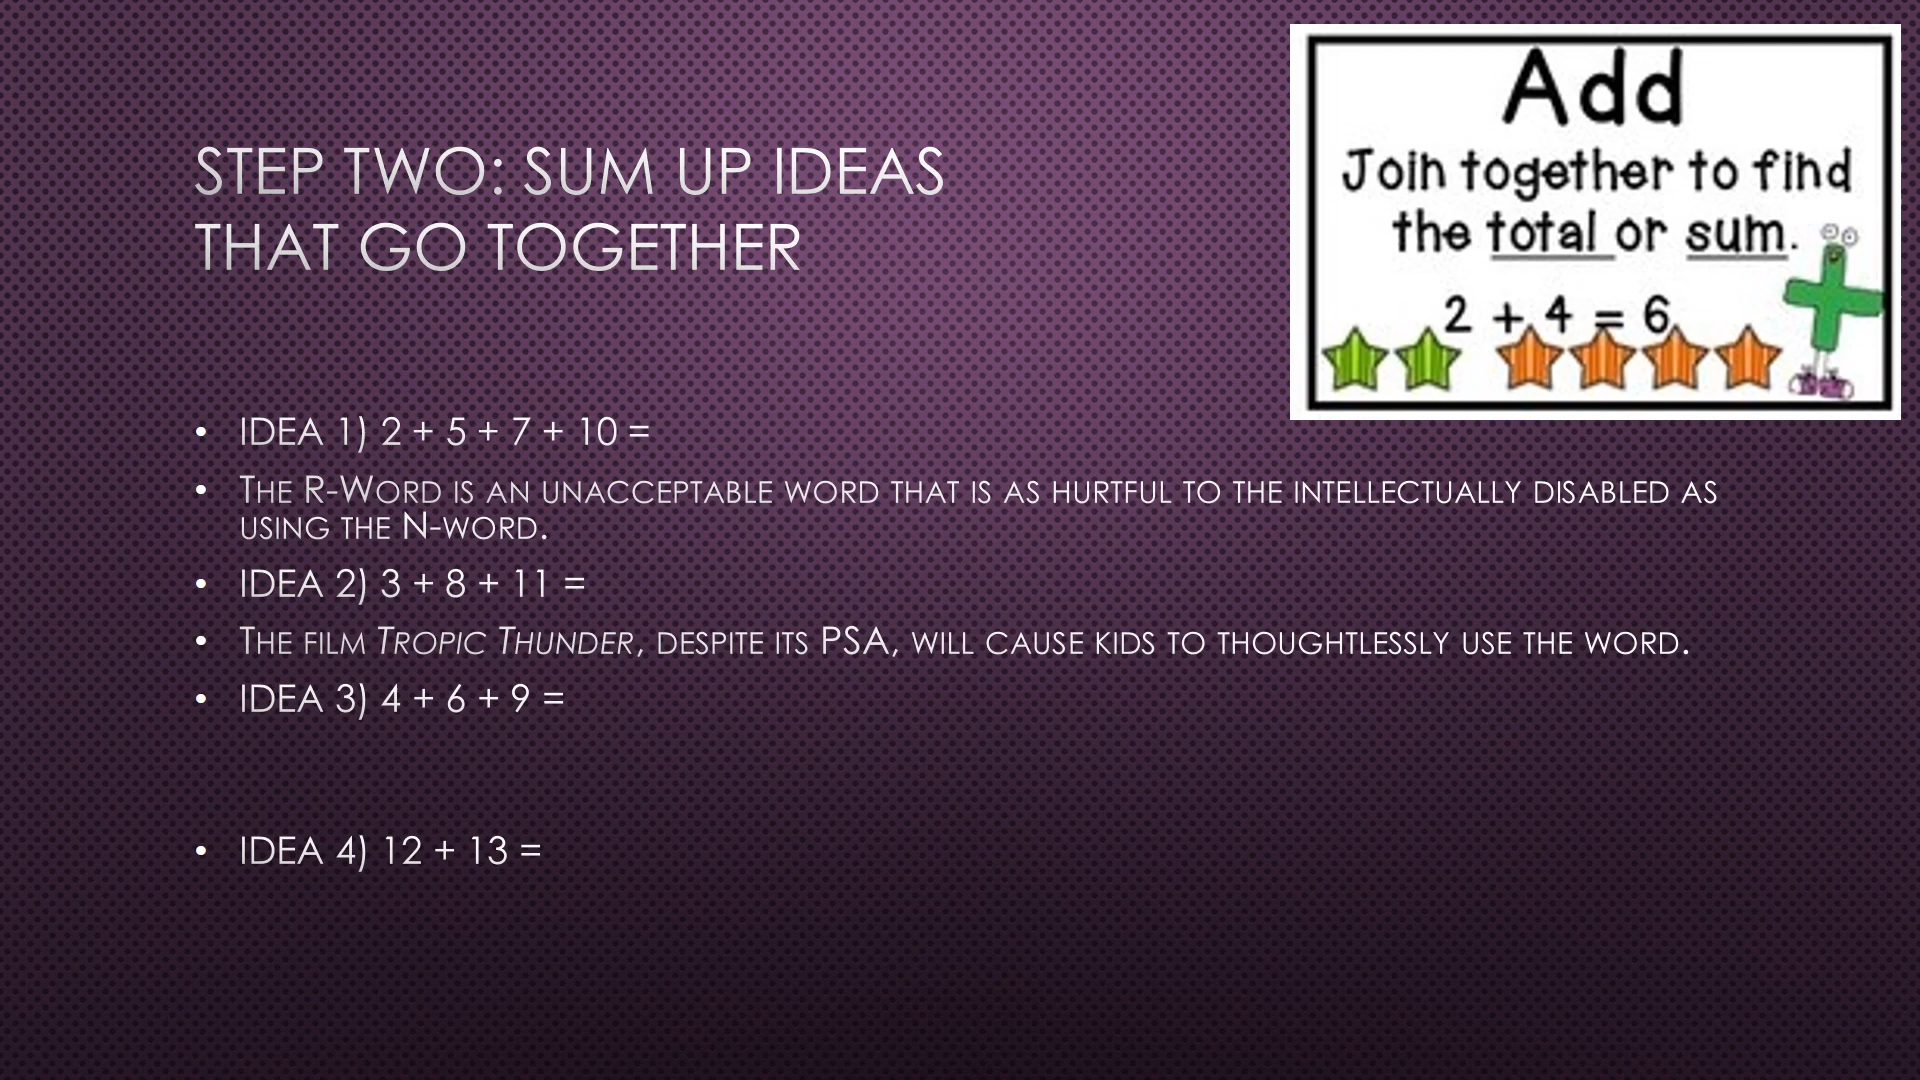 STEP TWO: SUM UP IDEAS
THAT GO TOGETHER
Add
Join together to find
the total or sum.
2 + 4 = 6
• IDEA 1) 2 + 5 + 7 + 10 =
• THE R-WORD IS AN UNACCEPTABLE WORD THAT IS AS HURTFUL TO THE INTELLECTUALLY DISABLED AS
USING THE N-WORD.
• IDEA 2) 3 + 8 + 11 =
• THE FILM TROPIC THUNDER, DESPITE ITS PSA, WILL CAUSE KIDS TO THOUGHTLESSLY USE THE WORD.
• IDEA 3) 4 + 6 + 9 =
• IDEA 4) 12 + 13 =